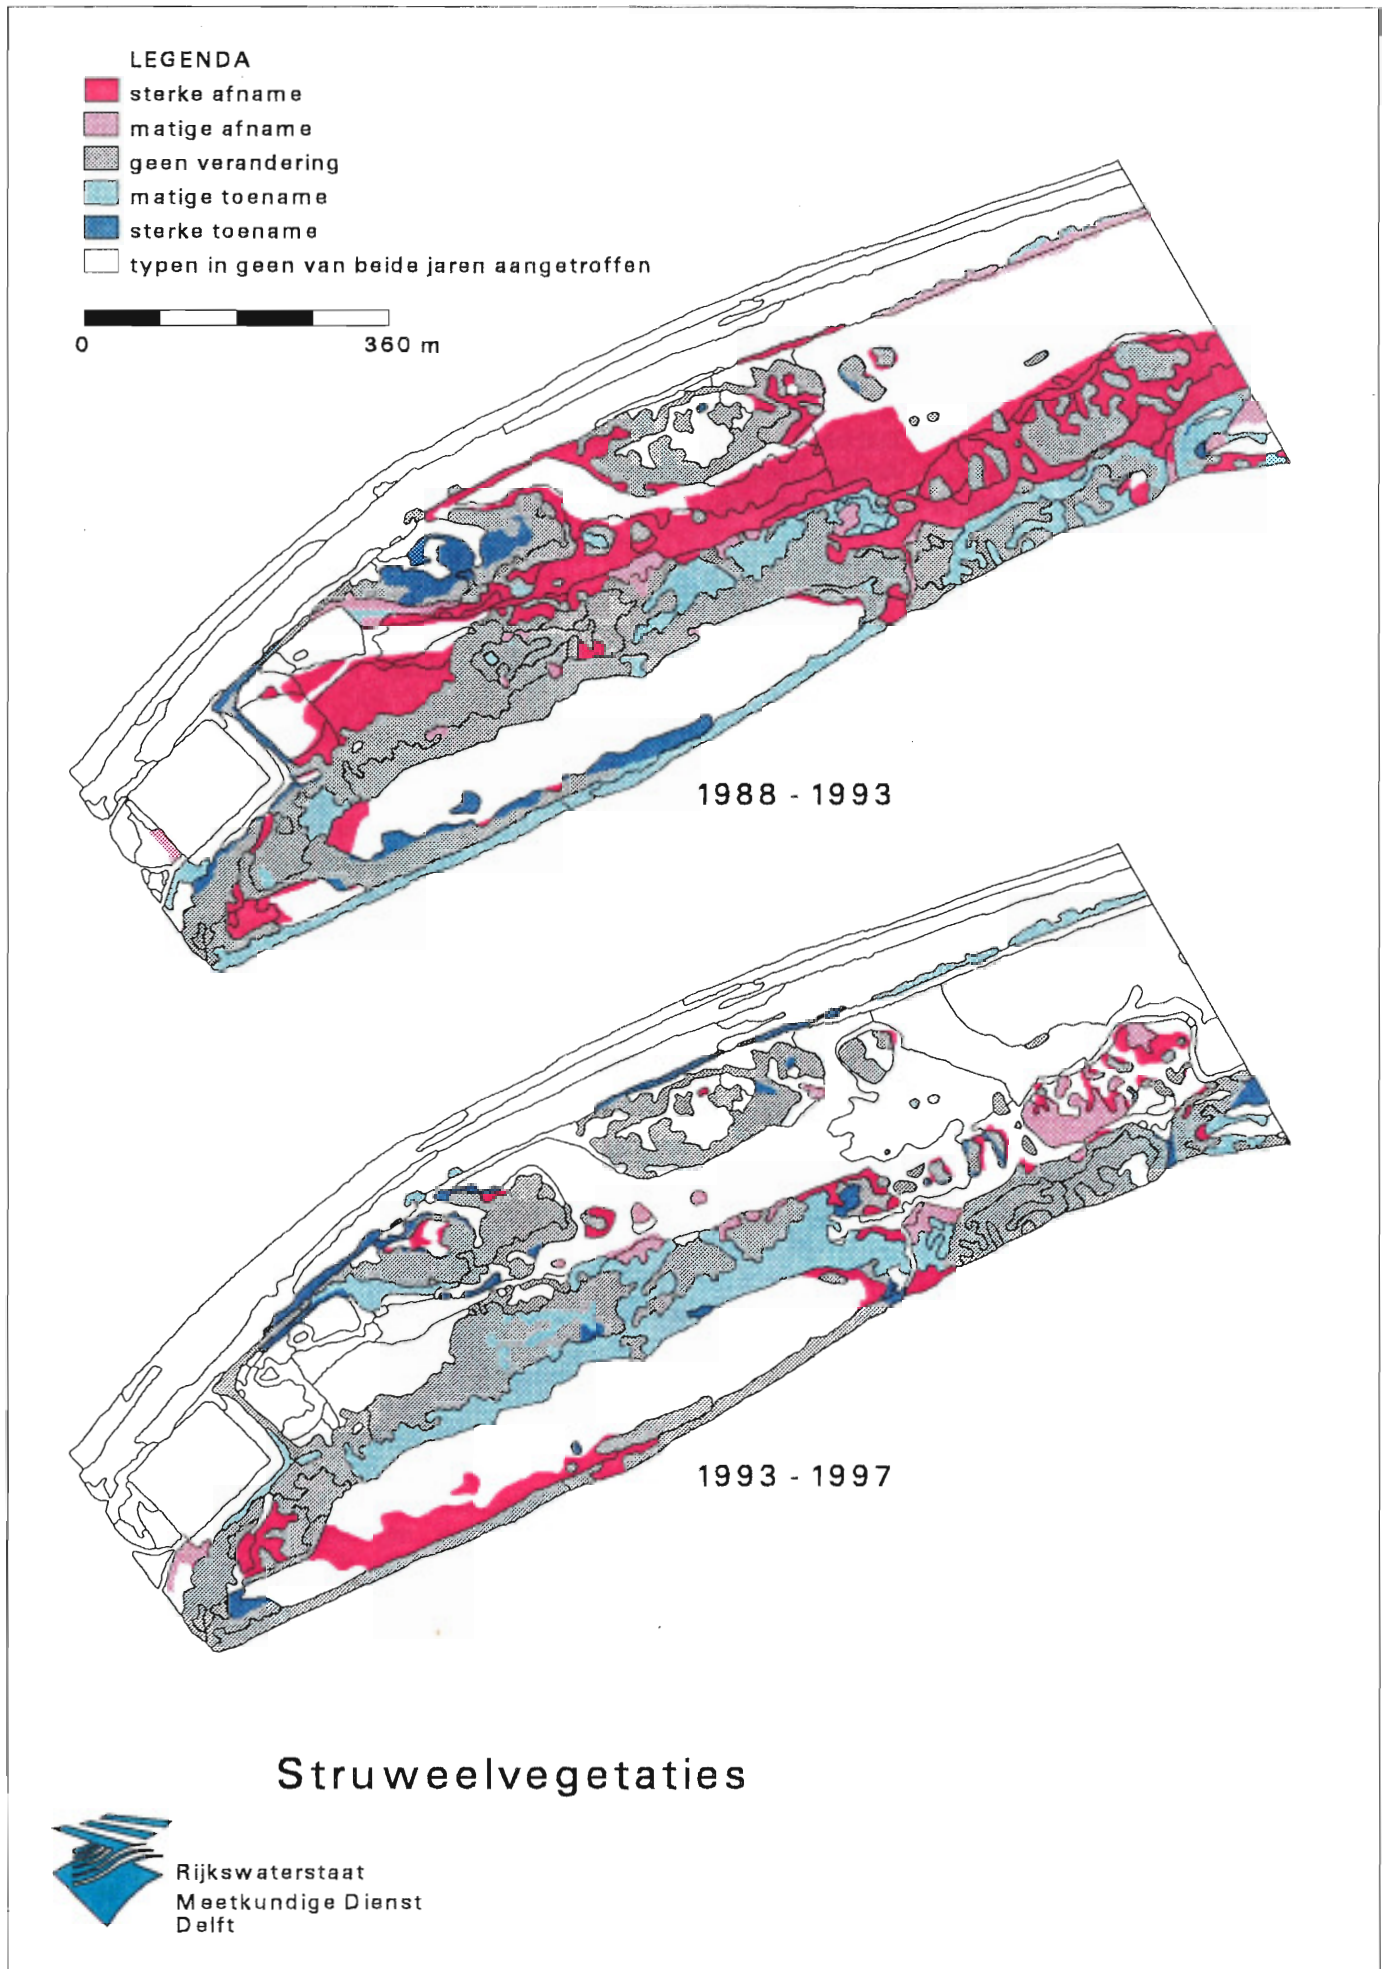 LEGENDA
sterke afname
matige afname
geen verandering
matige toename
sterke toename
typen in geen van beide jaren aangetroffen
0 360 m
1988 - 1993
1993 - 1997
Struweelvegetaties
Rijkswaterstaat
Meetkundige Dienst
Delft